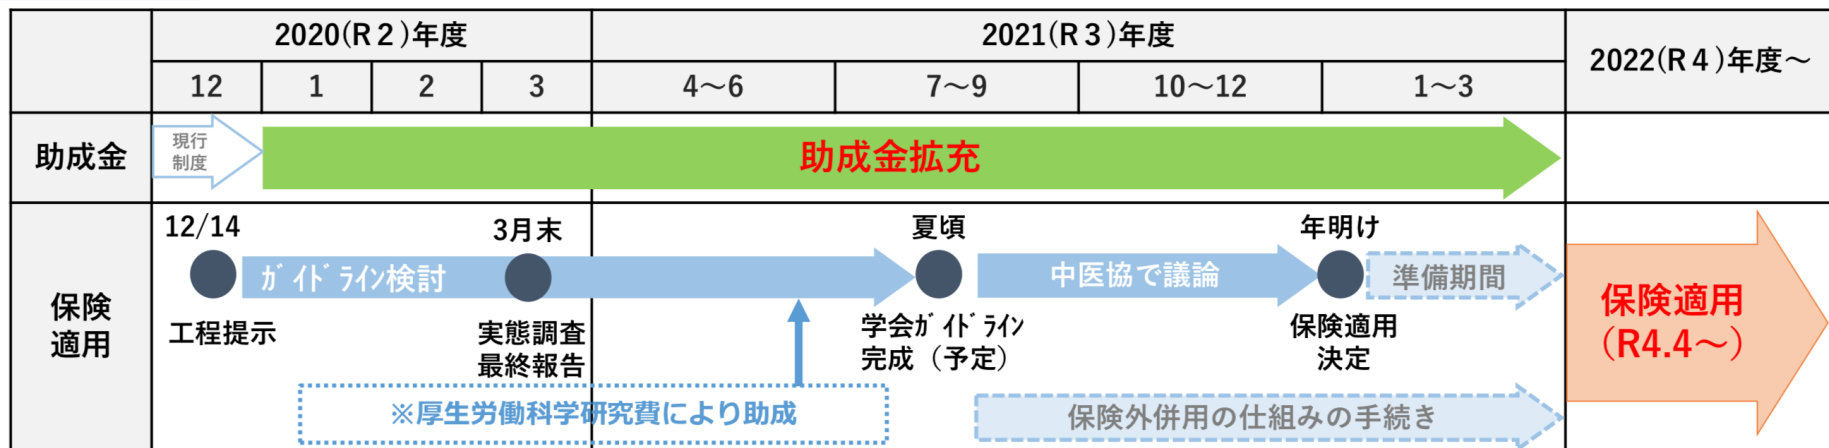 2020(R２)年度
2021(R３)年度
2022(R４)年度～
12
1
2
3
4～6
7～9
10～12
1～3
助成金
現行
制度
助成金拡充
保険
適用
12/14
3月末
夏頃
年明け
ｶﾞｲﾄﾞﾗｲﾝ検討
中医協で議論
準備期間
工程提示
実態調査
最終報告
学会ｶﾞｲﾄﾞﾗｲﾝ
完成（予定）
保険適用
決定
保険適用
(R4.4～)
※厚生労働科学研究費により助成
保険外併用の仕組みの手続き